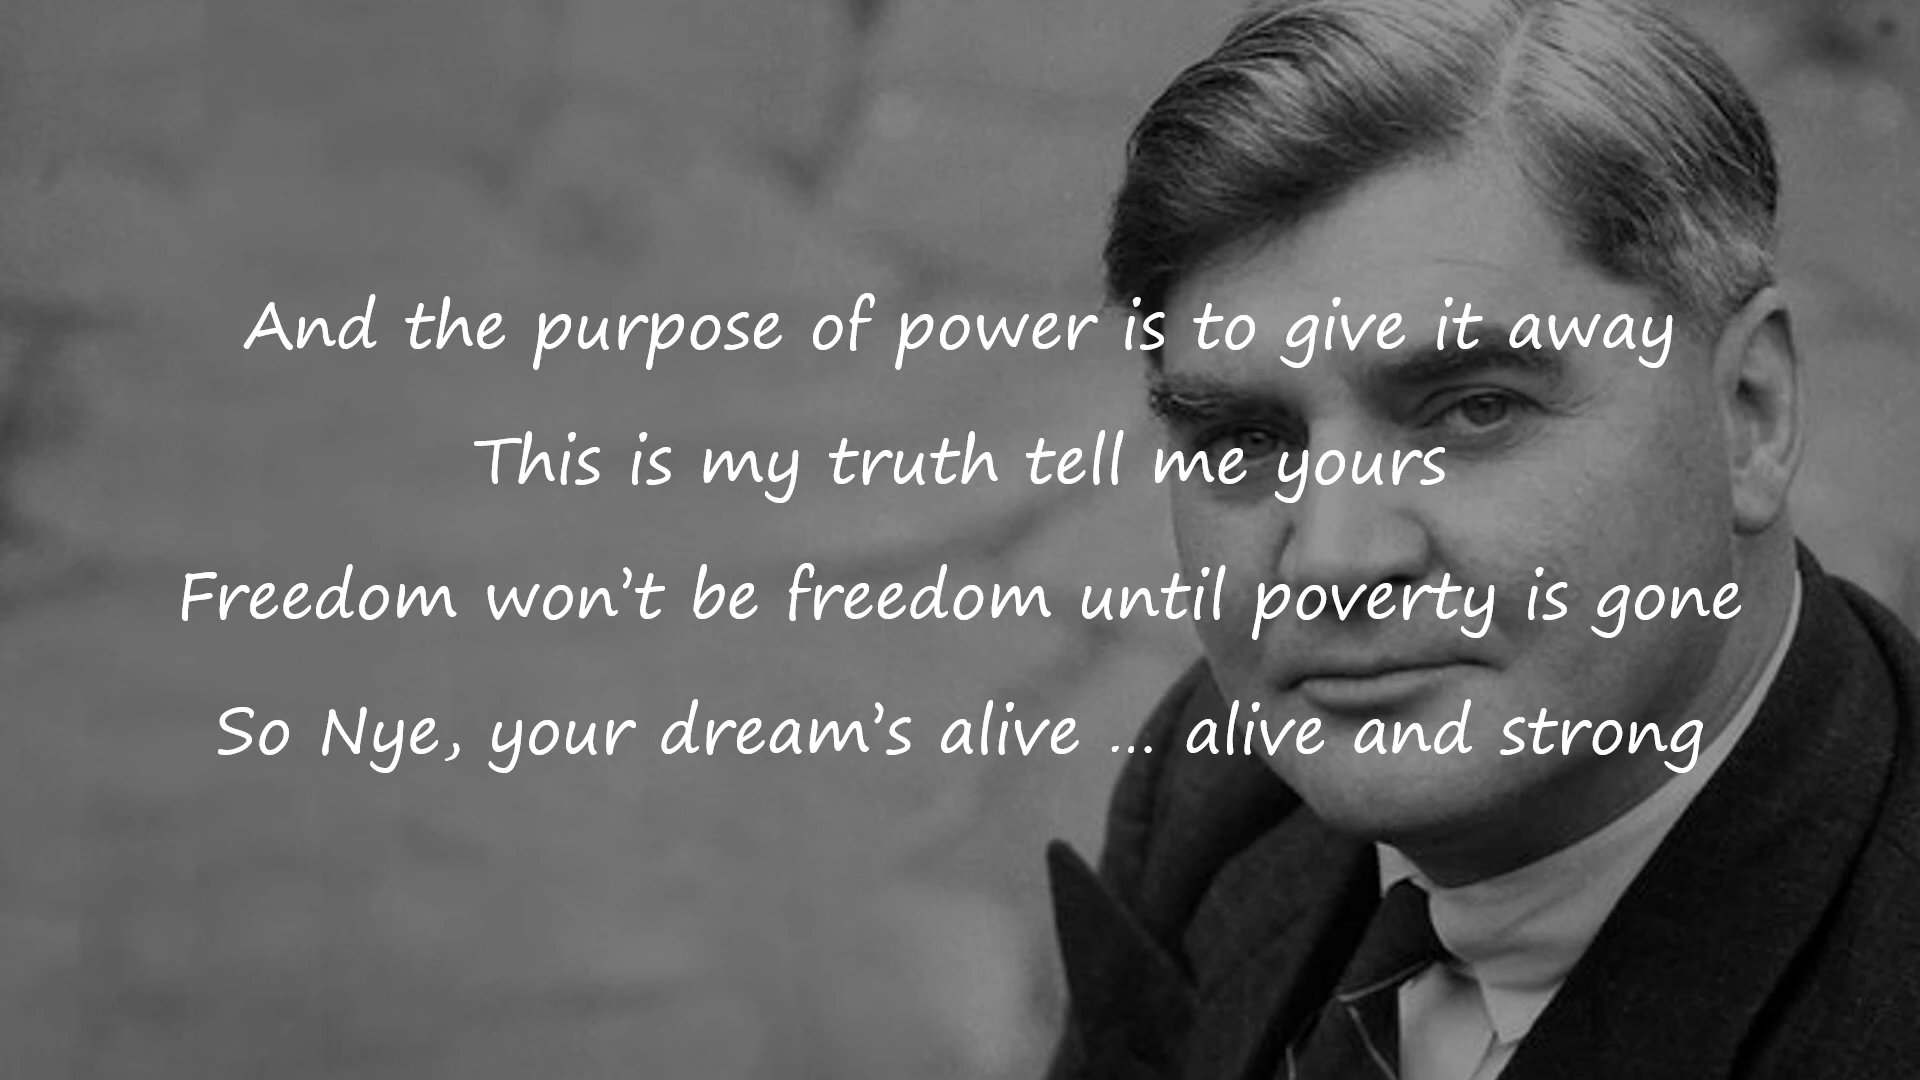 And the purpose of power is to give it away
This is my truth tell me yours
Freedom won’t be freedom until poverty is gone
So Nye, your dream’s alive ... alive and strong